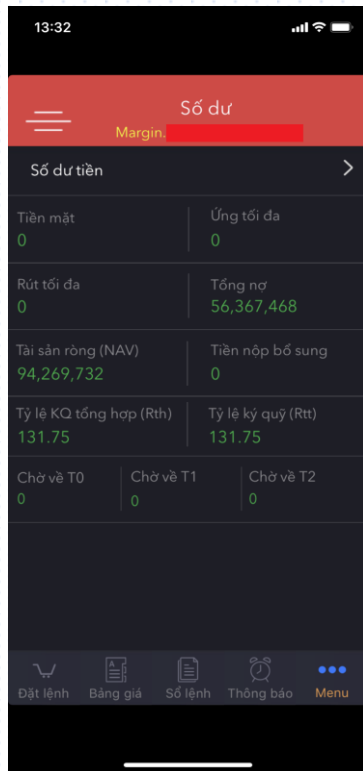 13:32
Số dư
Margin.
Số dư tiền
Tiền mặt
Ứng tối đa
0
0
Rút tối đa
Tổng nợ
0
56,367,468
Tài sản ròng (NAV)
Tiền nộp bổ sung
94,269,732
0
Tỷ lệ KQ tổng hợp (Rth)
Tỷ lệ ký quỹ (Rtt)
131.75
131.75
Chờ về T0
Chờ về T1
Chờ về T2
0
0
0
Đặt lệnh
Bảng giá
Sổ lệnh
Thông báo
Menu